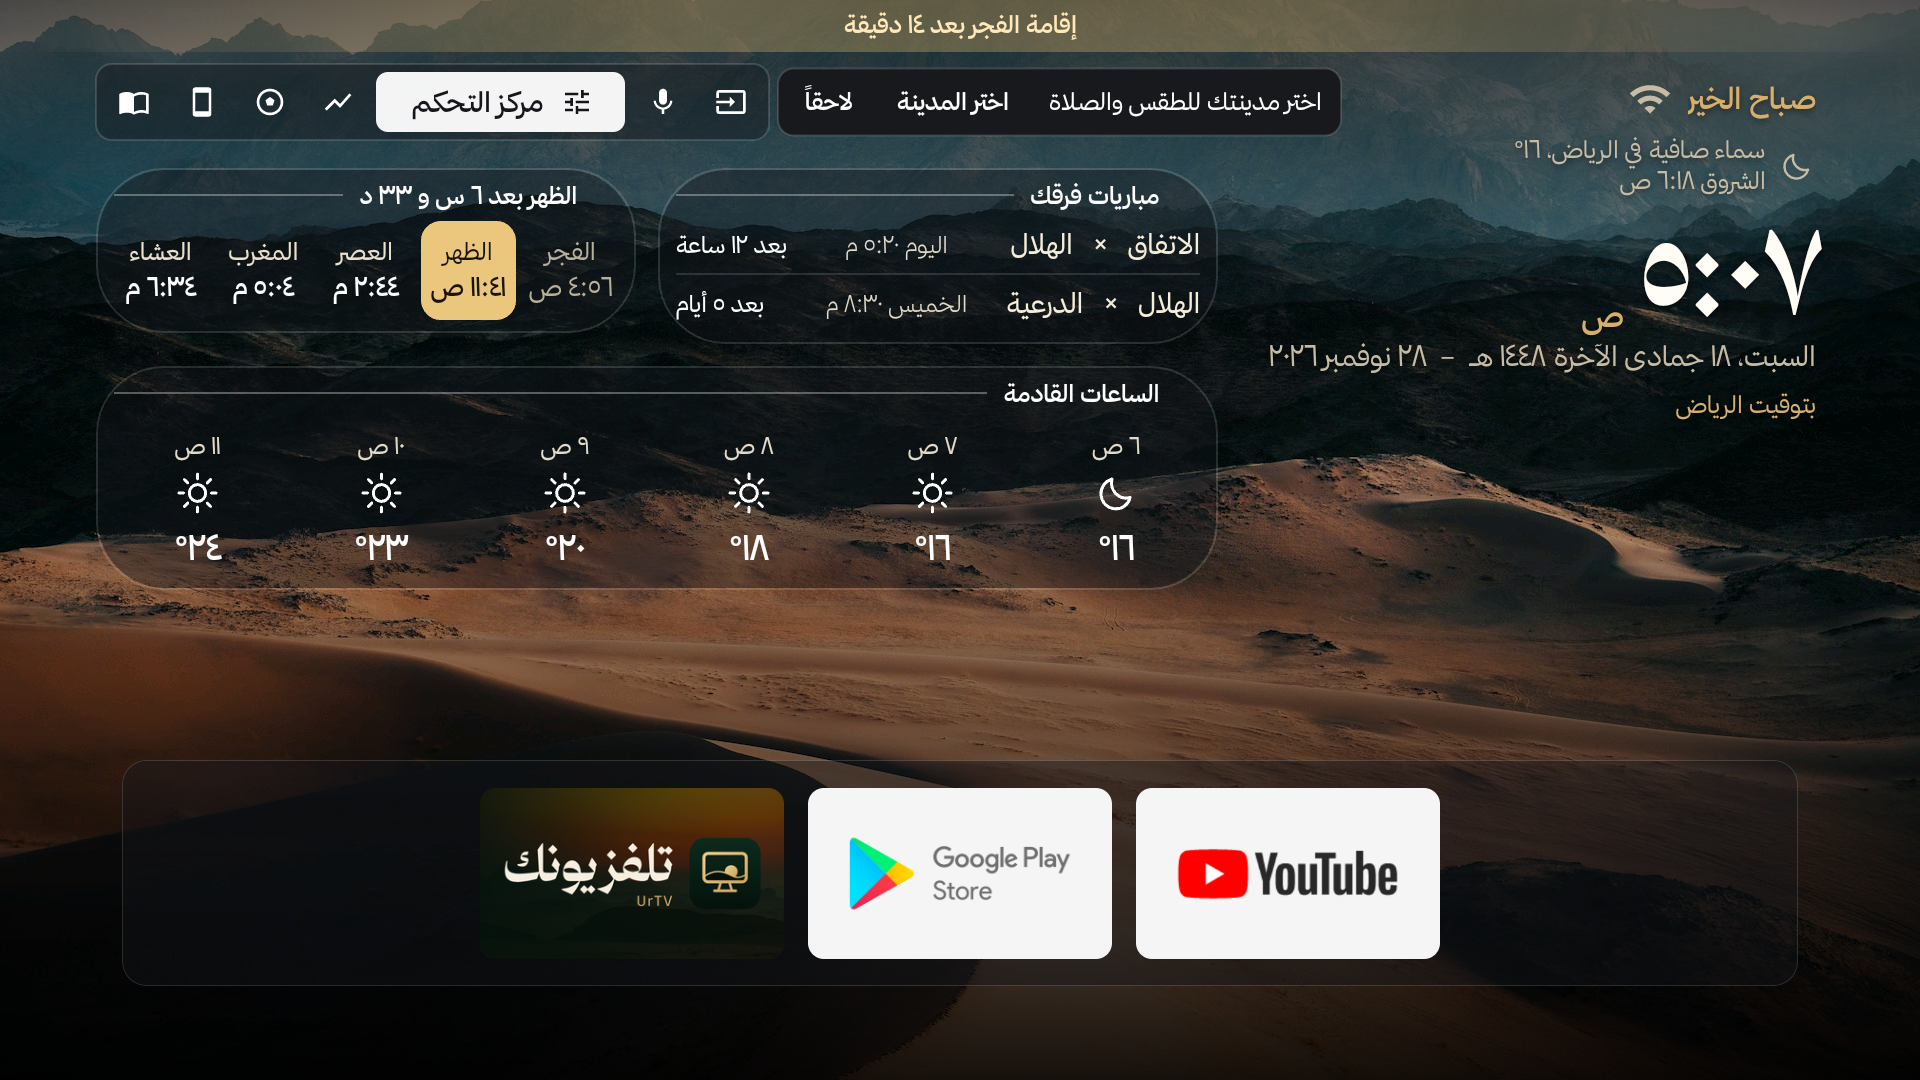 إقامة الفجر بعد ١٤ دقيقة
صباح الخير
سماء صافية في الرياض، ١٦°
الشروق ٦:١٨ ص
٥:٠٧ ص
السبت، ١٨ جمادى الآخرة ١٤٤٨ هـ – ٢٨ نوفمبر ٢٠٢٦
بتوقيت الرياض
اختر مدينتك للطقس والصلاة اختر المدينة لاحقاً
مركز التحكم
مباريات فرقك
الاتفاق × الهلال اليوم ٥:٢٠ م بعد ١٢ ساعة
الهلال × الدرعية الخميس ٨:٣٠ م بعد ٥ أيام
الظهر بعد ٦ س و ٣٣ د
الفجر الظهر العصر المغرب العشاء
٤:٥٦ ص ١١:٤١ ص ٢:٤٤ م ٥:٠٤ م ٦:٣٤ م
الساعات القادمة
٦ ص ٧ ص ٨ ص ٩ ص ١٠ ص ١١ ص
١٦° ١٦° ١٨° ٢٠° ٢٣° ٢٤°
YouTube
Google Play
Store
تلفزيونك
UrTV